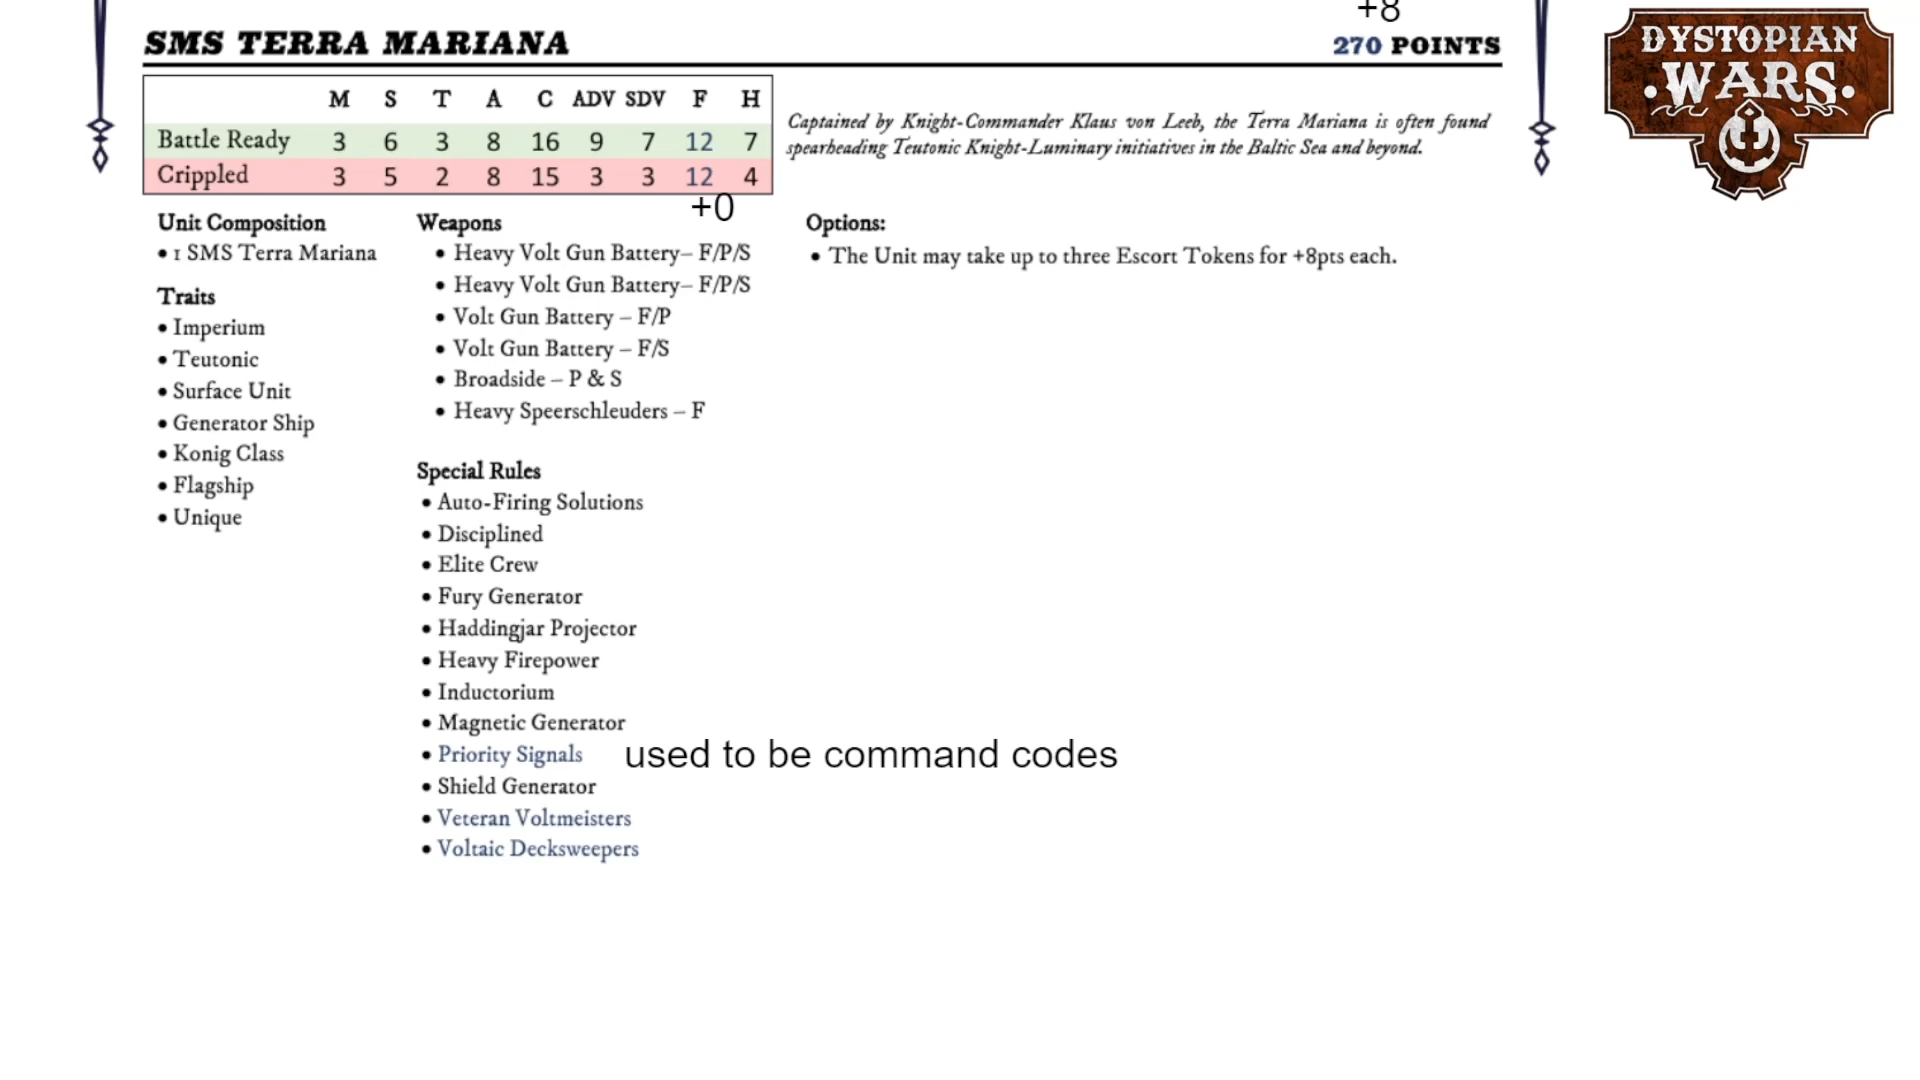 +8
SMS TERRA MARIANA
270 POINTS
DYSTOPIAN
WARS
M S T A C ADV SDV F H
Battle Ready 3 6 3 8 16 9 7 12 7
Crippled 3 5 2 8 15 3 3 12 4
+0
Captained by Knight-Commander Klaus von Leeb, the Terra Mariana is often found
spearheading Teutonic Knight-Luminary initiatives in the Baltic Sea and beyond.
Unit Composition
• 1 SMS Terra Mariana
Traits
• Imperium
• Teutonic
• Surface Unit
• Generator Ship
• Konig Class
• Flagship
• Unique
Weapons
• Heavy Volt Gun Battery– F/P/S
• Heavy Volt Gun Battery– F/P/S
• Volt Gun Battery – F/P
• Volt Gun Battery – F/S
• Broadside – P & S
• Heavy Speerschleuders – F
Special Rules
• Auto-Firing Solutions
• Disciplined
• Elite Crew
• Fury Generator
• Haddingjar Projector
• Heavy Firepower
• Inductorium
• Magnetic Generator
• Priority Signals
used to be command codes
• Shield Generator
• Veteran Voltmeisters
• Voltaic Decksweepers
Options:
• The Unit may take up to three Escort Tokens for +8pts each.